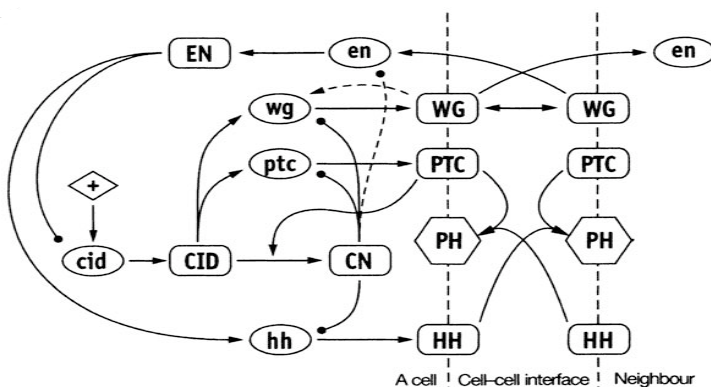 EN en en
wg WG WG
ptc PTC PTC
+
PH PH
cid CID CN
hh HH HH
A cell Cell–cell interface Neighbour